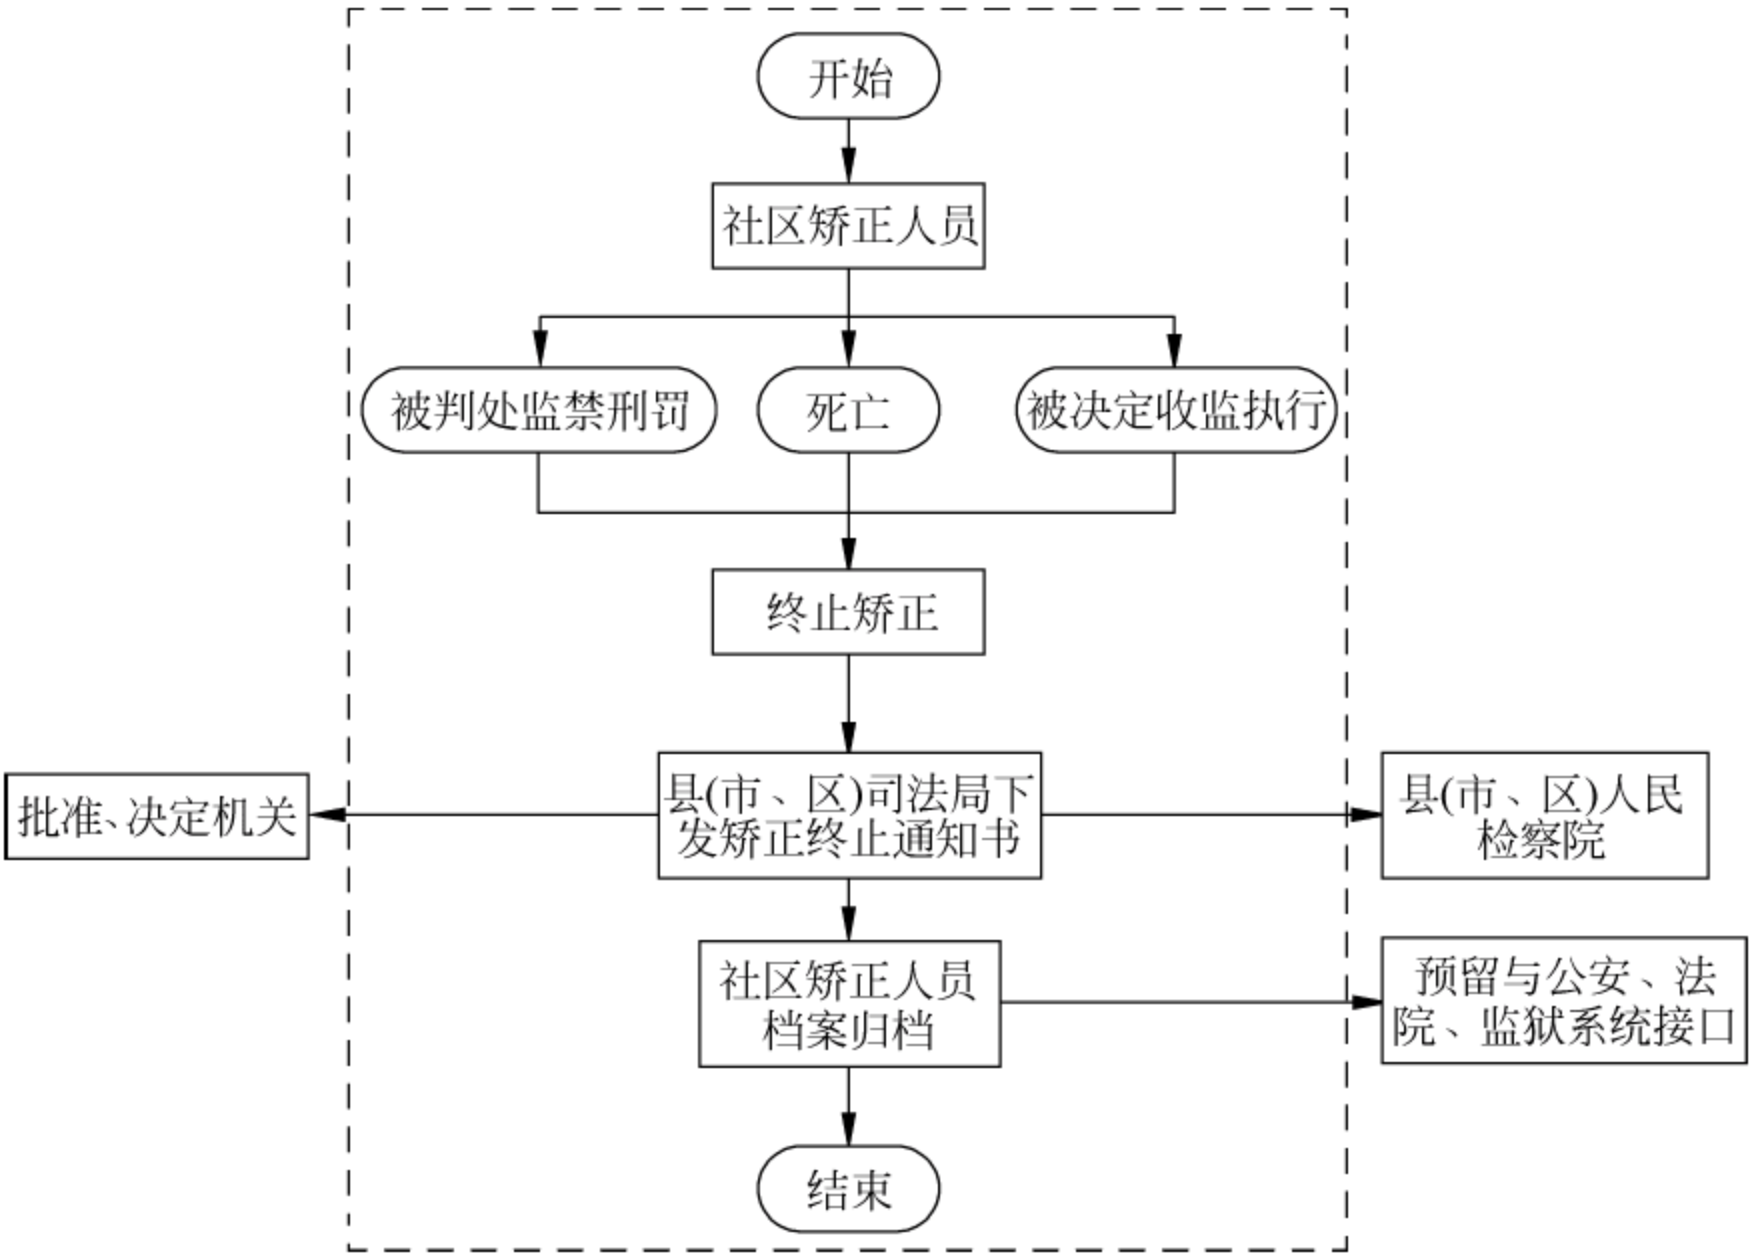 开始
社区矫正人员
被判处监禁刑罚
死亡
被决定收监执行
终止矫正
批准、决定机关
县(市、区)司法局下
发矫正终止通知书
县(市、区)人民
检察院
社区矫正人员
档案归档
预留与公安、法
院、监狱系统接口
结束